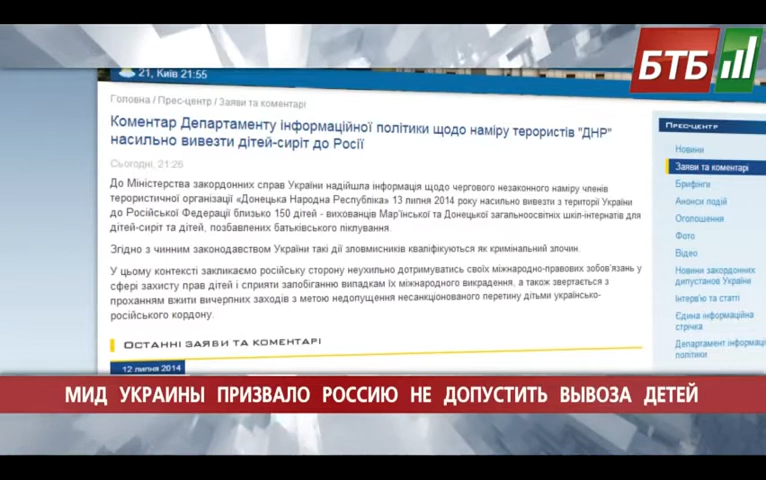 БТБ
21, Київ 21:55
Головна / Прес-центр / Заяви та коментарі
Коментар Департаменту інформаційної політики щодо наміру терористів "ДНР"
насильно вивезти дітей-сиріт до Росії
Сьогодні, 21:26
До Міністерства закордонних справ України надійшла інформація щодо чергового незаконного наміру членів
терористичної організації «Донецька Народна Республіка» 13 липня 2014 року насильно вивезти з території України
до Російської Федерації близько 150 дітей - вихованців Мар'їнської та Донецької загальноосвітніх шкіл-інтернатів для
дітей-сиріт та дітей, позбавлених батьківського піклування.
Згідно з чинним законодавством України такі дії зловмисників кваліфікуються як кримінальний злочин.
У цьому контексті закликаємо російську сторону неухильно дотримуватись своїх міжнародно-правових зобов'язань у
сфері захисту прав дітей і сприяти запобіганню випадкам їх міжнародного викрадення, а також звертається з
проханням вжити вичерпних заходів з метою недопущення несанкціонованого перетину дітьми українсько-
російського кордону.
Останні заяви та коментарі
12 липня 2014
Прес-центр
Новини
Заяви та коментарі
Брифінги
Анонси подій
Оголошення
Фото
Відео
Новини закордонних
дипустанов України
Інтерв'ю та статті
Єдина інформаційна
стрічка
Департамент інформаці
політики
МИД УКРАИНЫ ПРИЗВАЛО РОССИЮ НЕ ДОПУСТИТЬ ВЫВОЗА ДЕТЕЙ